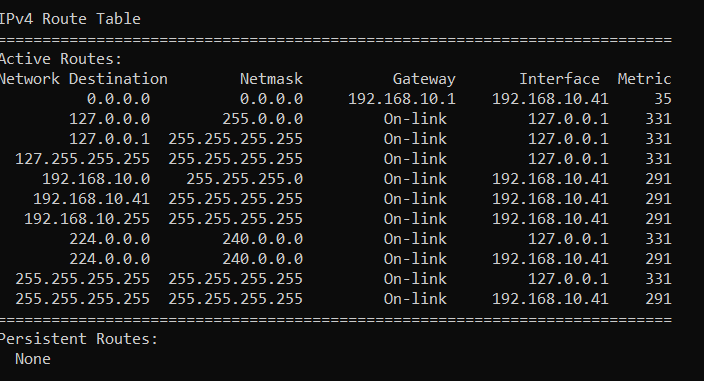 IPv4 Route Table
===========================================================================
Active Routes:
Network Destination        Netmask          Gateway       Interface  Metric
          0.0.0.0          0.0.0.0     192.168.10.1    192.168.10.41     35
        127.0.0.0        255.0.0.0         On-link         127.0.0.1    331
        127.0.0.1  255.255.255.255         On-link         127.0.0.1    331
  127.255.255.255  255.255.255.255         On-link         127.0.0.1    331
     192.168.10.0    255.255.255.0         On-link     192.168.10.41    291
    192.168.10.41  255.255.255.255         On-link     192.168.10.41    291
   192.168.10.255  255.255.255.255         On-link     192.168.10.41    291
        224.0.0.0        240.0.0.0         On-link         127.0.0.1    331
        224.0.0.0        240.0.0.0         On-link     192.168.10.41    291
  255.255.255.255  255.255.255.255         On-link         127.0.0.1    331
  255.255.255.255  255.255.255.255         On-link     192.168.10.41    291
===========================================================================
Persistent Routes:
  None